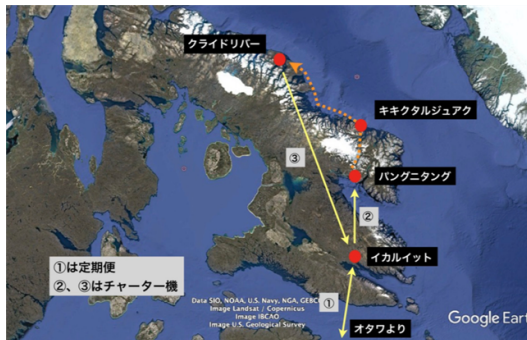 クライドリバー
キキクタルジュアク
パングニタング
③
②
イカルイット
①は定期便
②、③はチャーター機
①
Data SIO, NOAA, U.S. Navy, NGA, GEBCO
Image Landsat / Copernicus
Image IBCAO
Image U.S. Geological Survey
オタワより
Google Eart